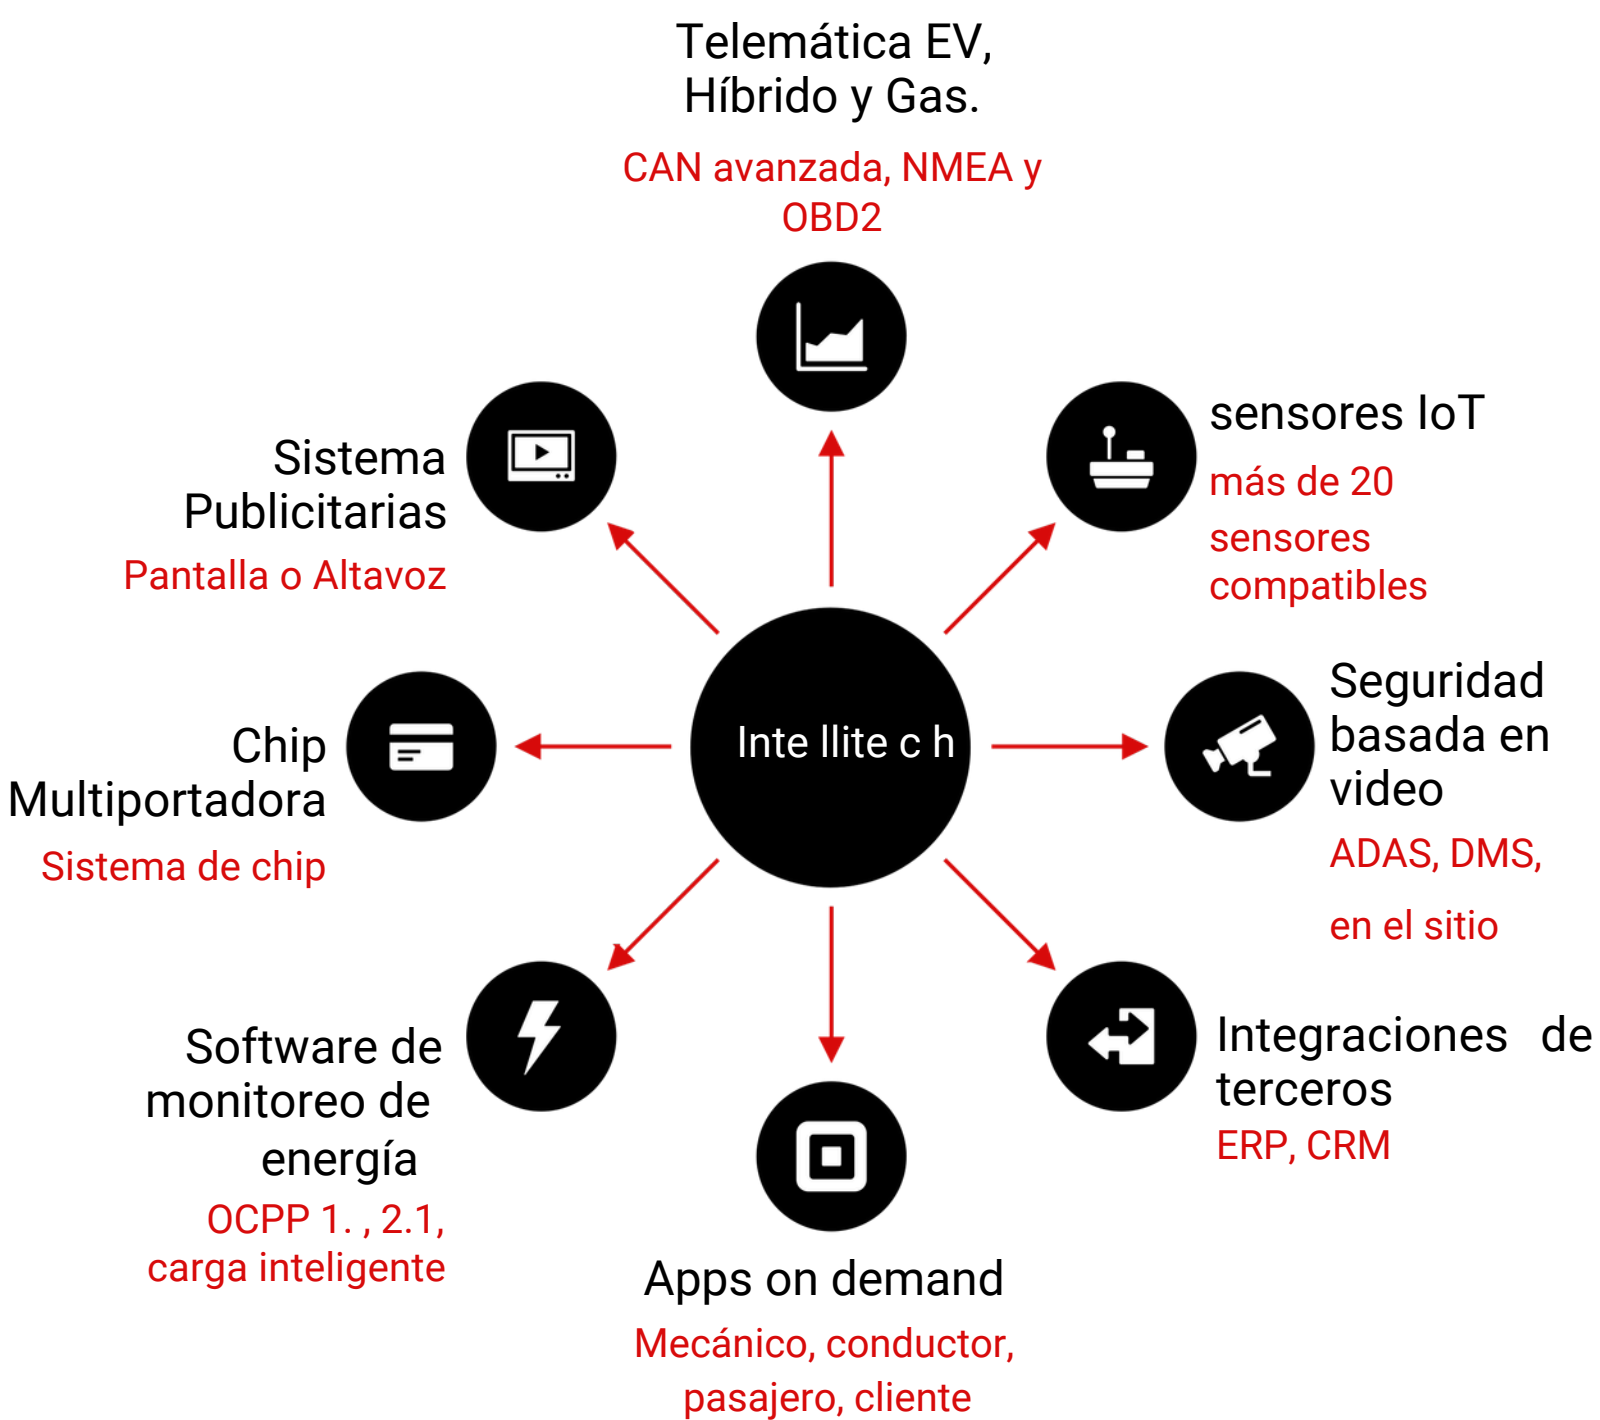 Telemática EV,
Híbrido y Gas.
CAN avanzada, NMEA y
OBD2
sensores IoT
más de 20
sensores
compatibles
Sistema
Publicitarias
Pantalla o Altavoz
Seguridad
basada en
video
ADAS, DMS,
en el sitio
Inte llite c h
Chip
Multiportadora
Sistema de chip
Integraciones de
terceros
ERP, CRM
Software de
monitoreo de
energía
OCPP 1. , 2.1,
carga inteligente
Apps on demand
Mecánico, conductor,
pasajero, cliente